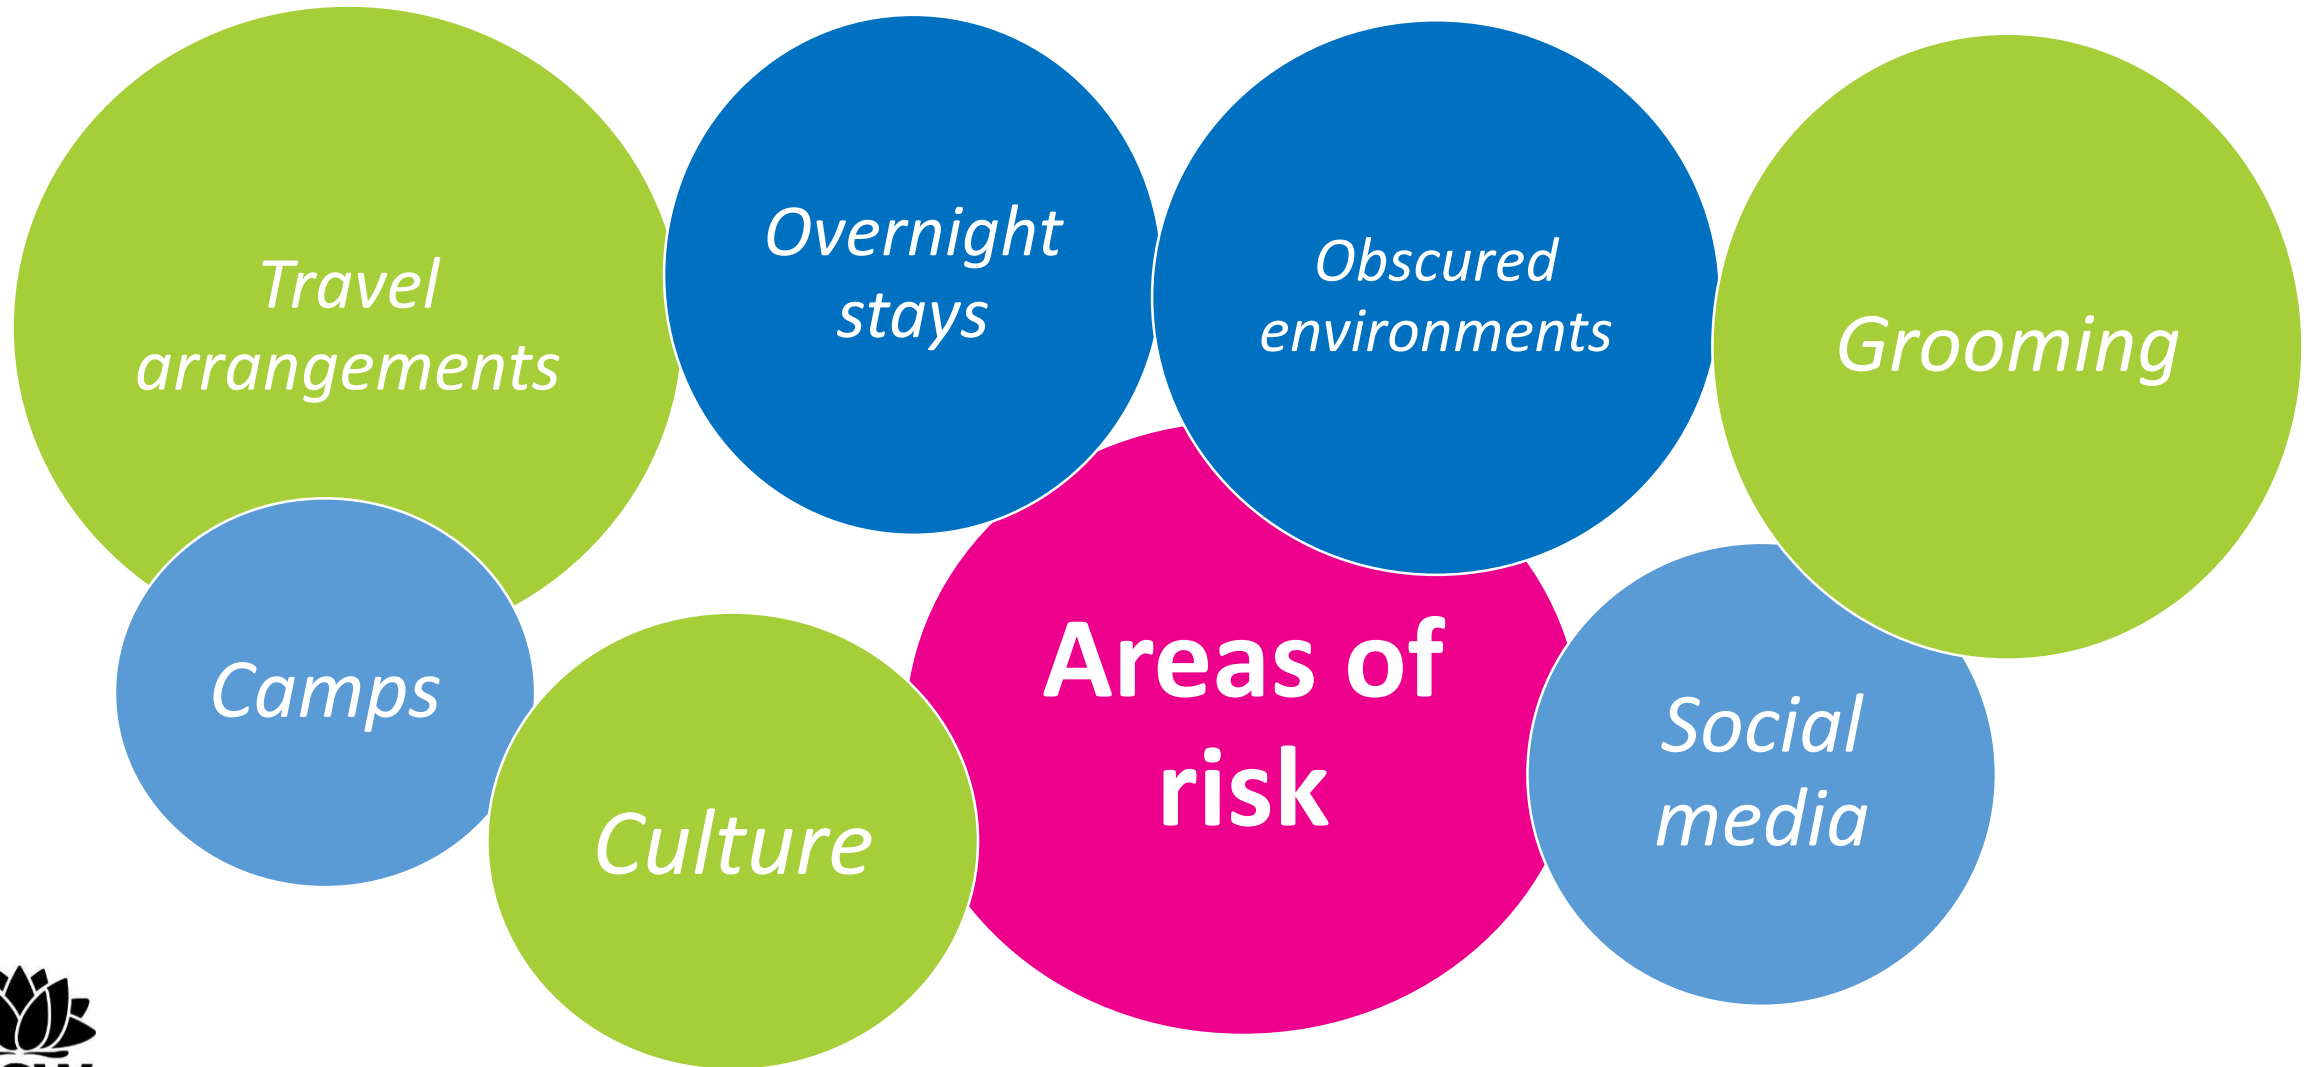 Travel
arrangements
Overnight
stays
Obscured
environments
Grooming
Camps
Culture
Areas of
risk
Social
media